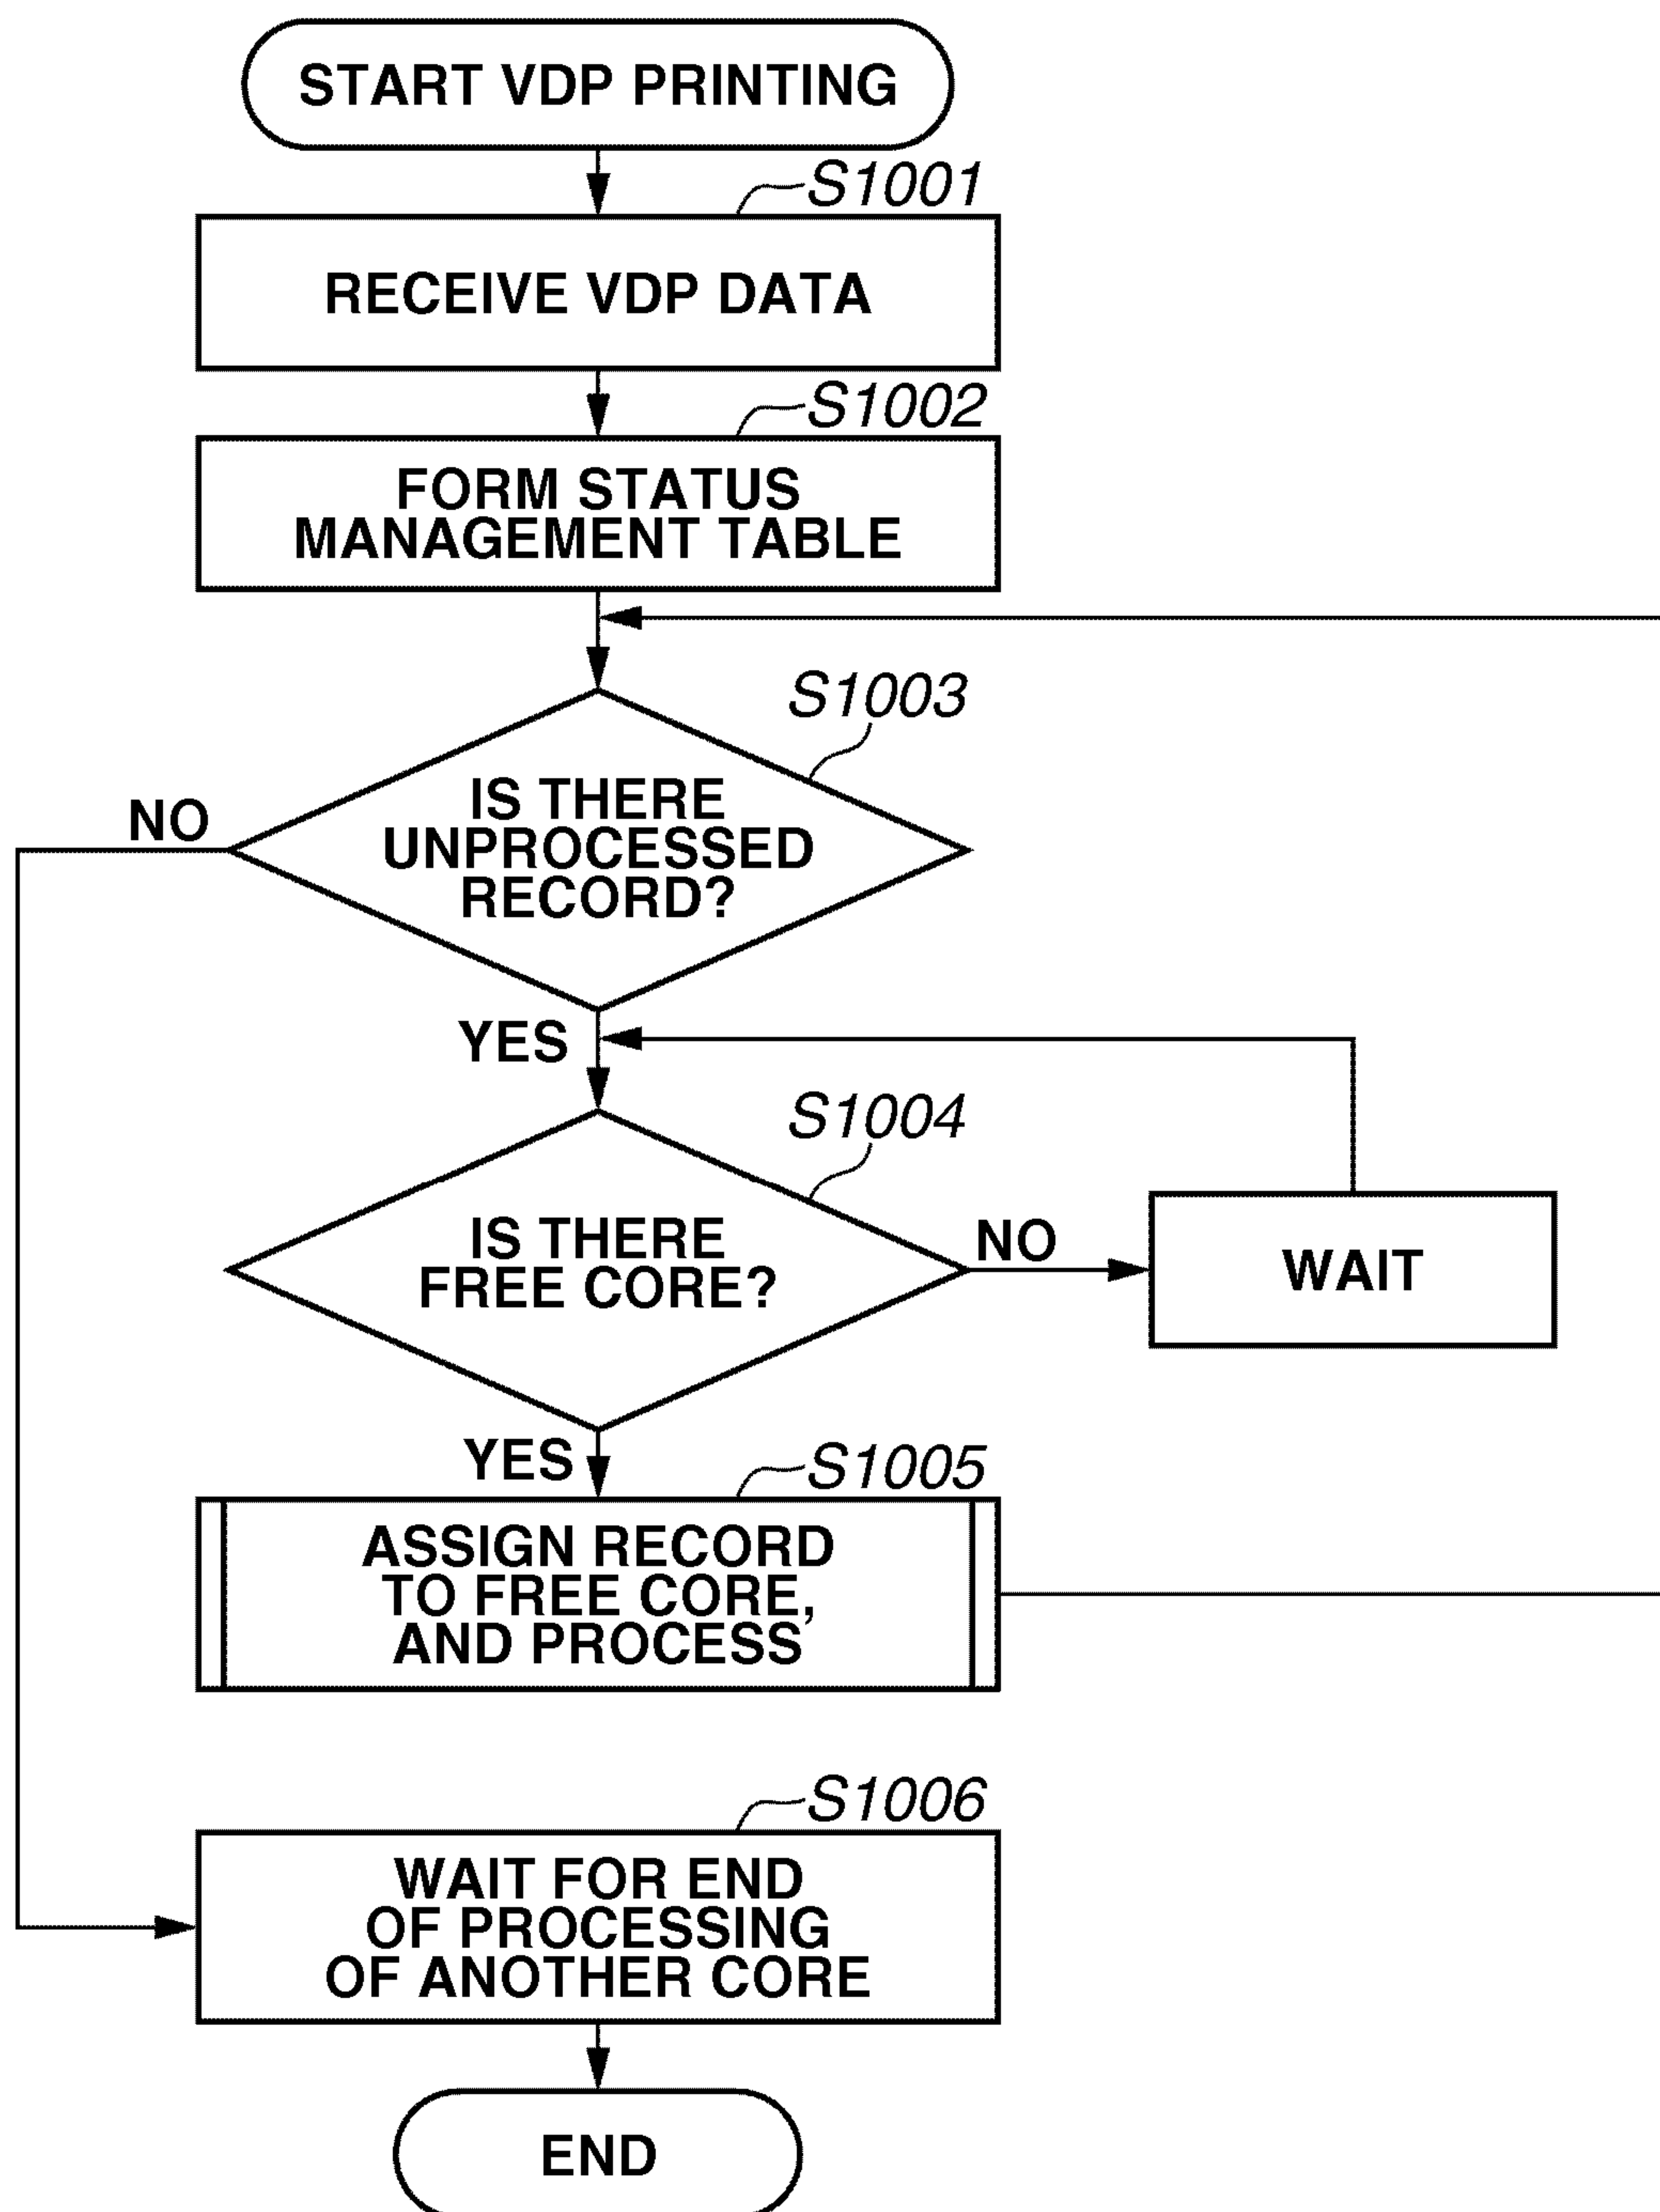 START VDP PRINTING
S1001
RECEIVE VDP DATA
S1002
FORM STATUS
MANAGEMENT TABLE
S1003
IS THERE
UNPROCESSED
RECORD?
NO
YES
S1004
IS THERE
FREE CORE?
NO
WAIT
YES
S1005
ASSIGN RECORD
TO FREE CORE,
AND PROCESS
S1006
WAIT FOR END
OF PROCESSING
OF ANOTHER CORE
END